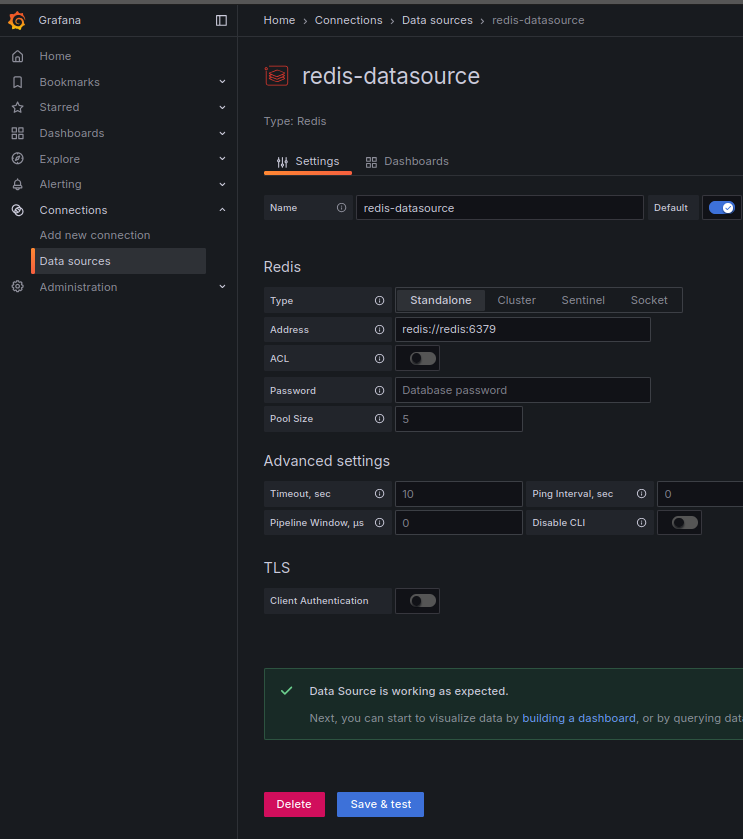 Grafana
Home › Connections › Data sources › redis-datasource
Home
Bookmarks
Starred
Dashboards
Explore
Alerting
Connections
Add new connection
Data sources
Administration
redis-datasource
Type: Redis
Settings
Dashboards
Name
redis-datasource
Default
Redis
Type
Standalone
Cluster
Sentinel
Socket
Address
redis://redis:6379
ACL
Password
Database password
Pool Size
5
Advanced settings
Timeout, sec
10
Ping Interval, sec
0
Pipeline Window, μs
0
Disable CLI
TLS
Client Authentication
Data Source is working as expected.
Next, you can start to visualize data by building a dashboard, or by querying dat
Delete
Save & test